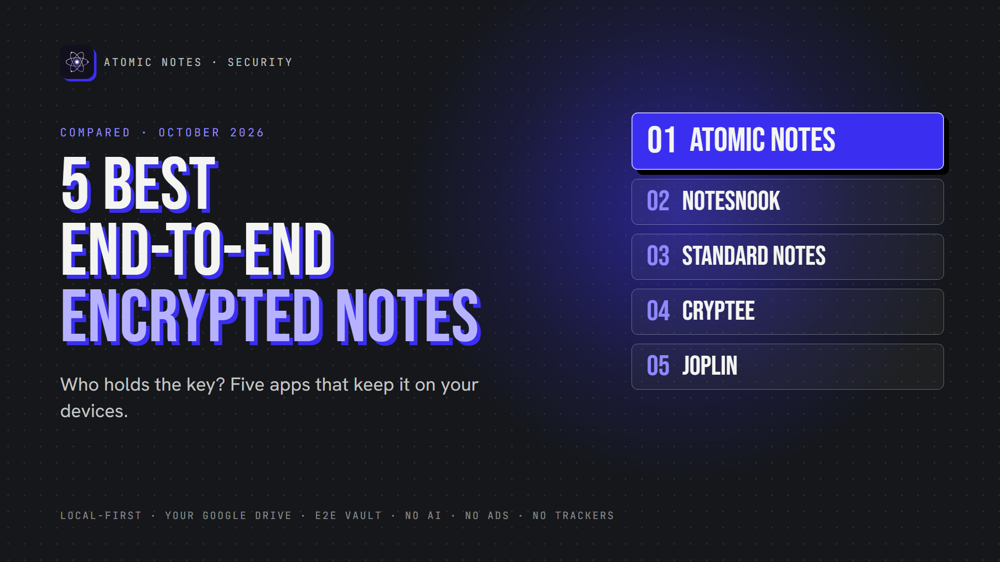 ATOMIC NOTES · SECURITY
COMPARED · OCTOBER 2026
5 BEST
END-TO-END
ENCRYPTED NOTES
Who holds the key? Five apps that keep it on your
devices.
01 ATOMIC NOTES
02 NOTESNOOK
03 STANDARD NOTES
04 CRYPTEE
05 JOPLIN
LOCAL-FIRST · YOUR GOOGLE DRIVE · E2E VAULT · NO AI · NO ADS · NO TRACKERS